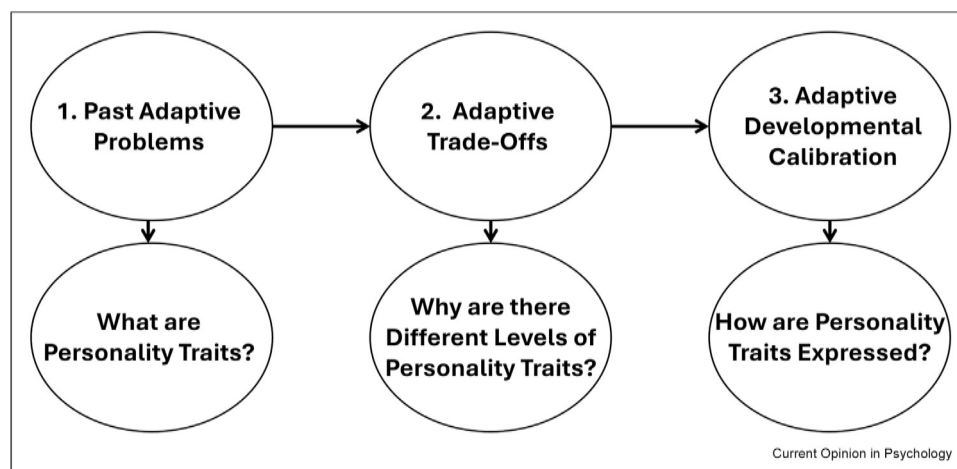 1. Past Adaptive
Problems
2. Adaptive
Trade-Offs
3. Adaptive
Developmental
Calibration
What are
Personality Traits?
Why are there
Different Levels of
Personality Traits?
How are Personality
Traits Expressed?
Current Opinion in Psychology